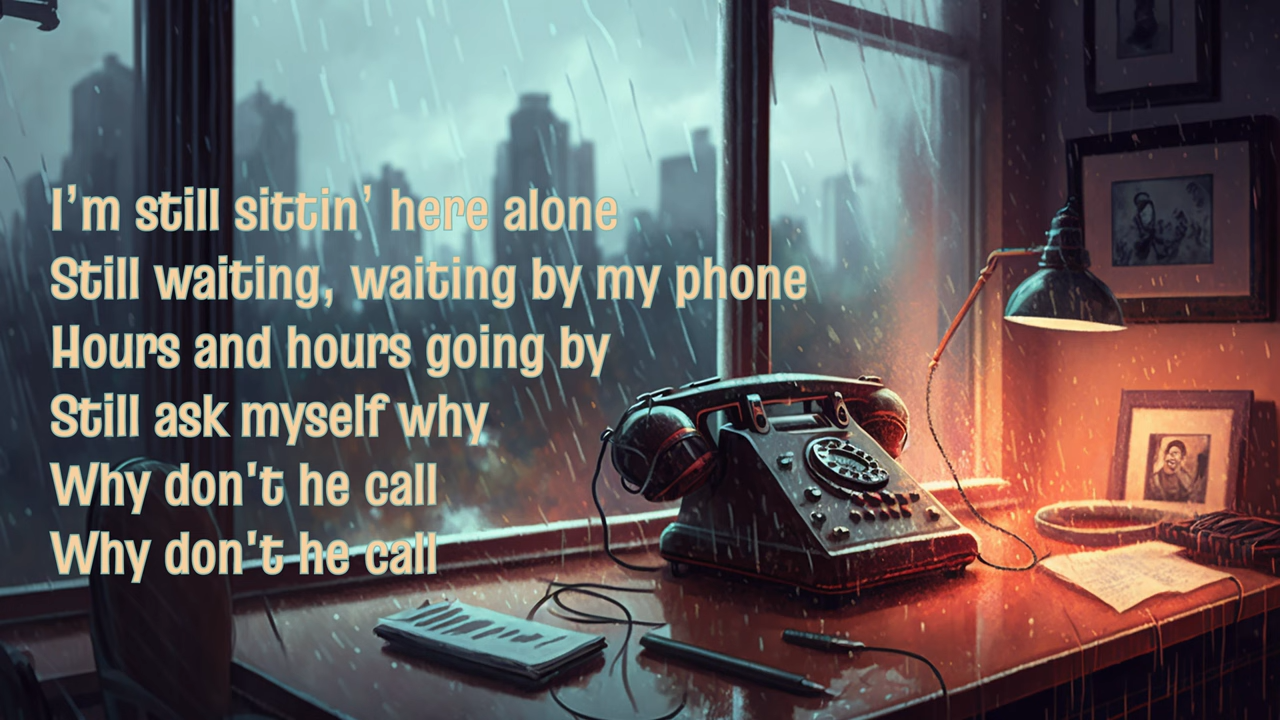 I’m still sittin’ here alone
Still waiting, waiting by my phone
Hours and hours going by
Still ask myself why
Why don't he call
Why don't he call